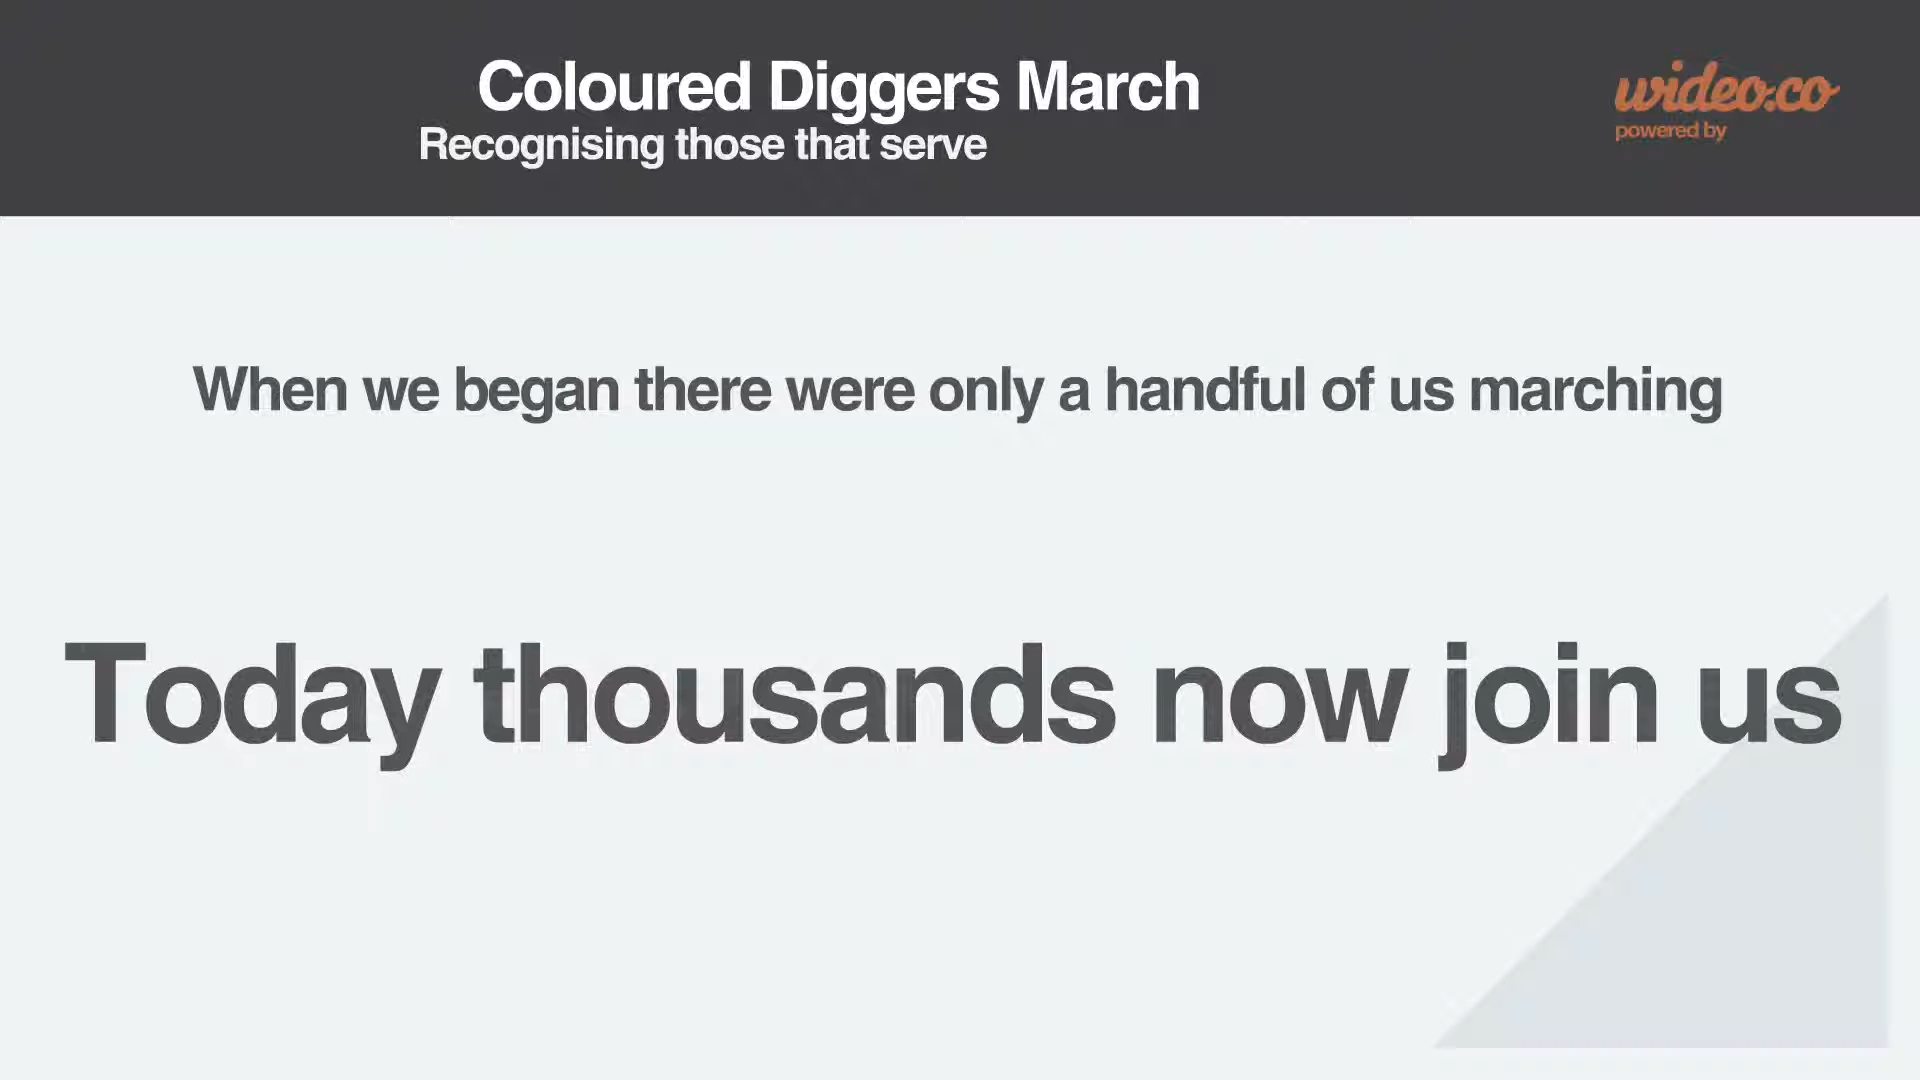 Coloured Diggers March
Recognising those that serve
wideo.co
powered by
When we began there were only a handful of us marching
Today thousands now join us